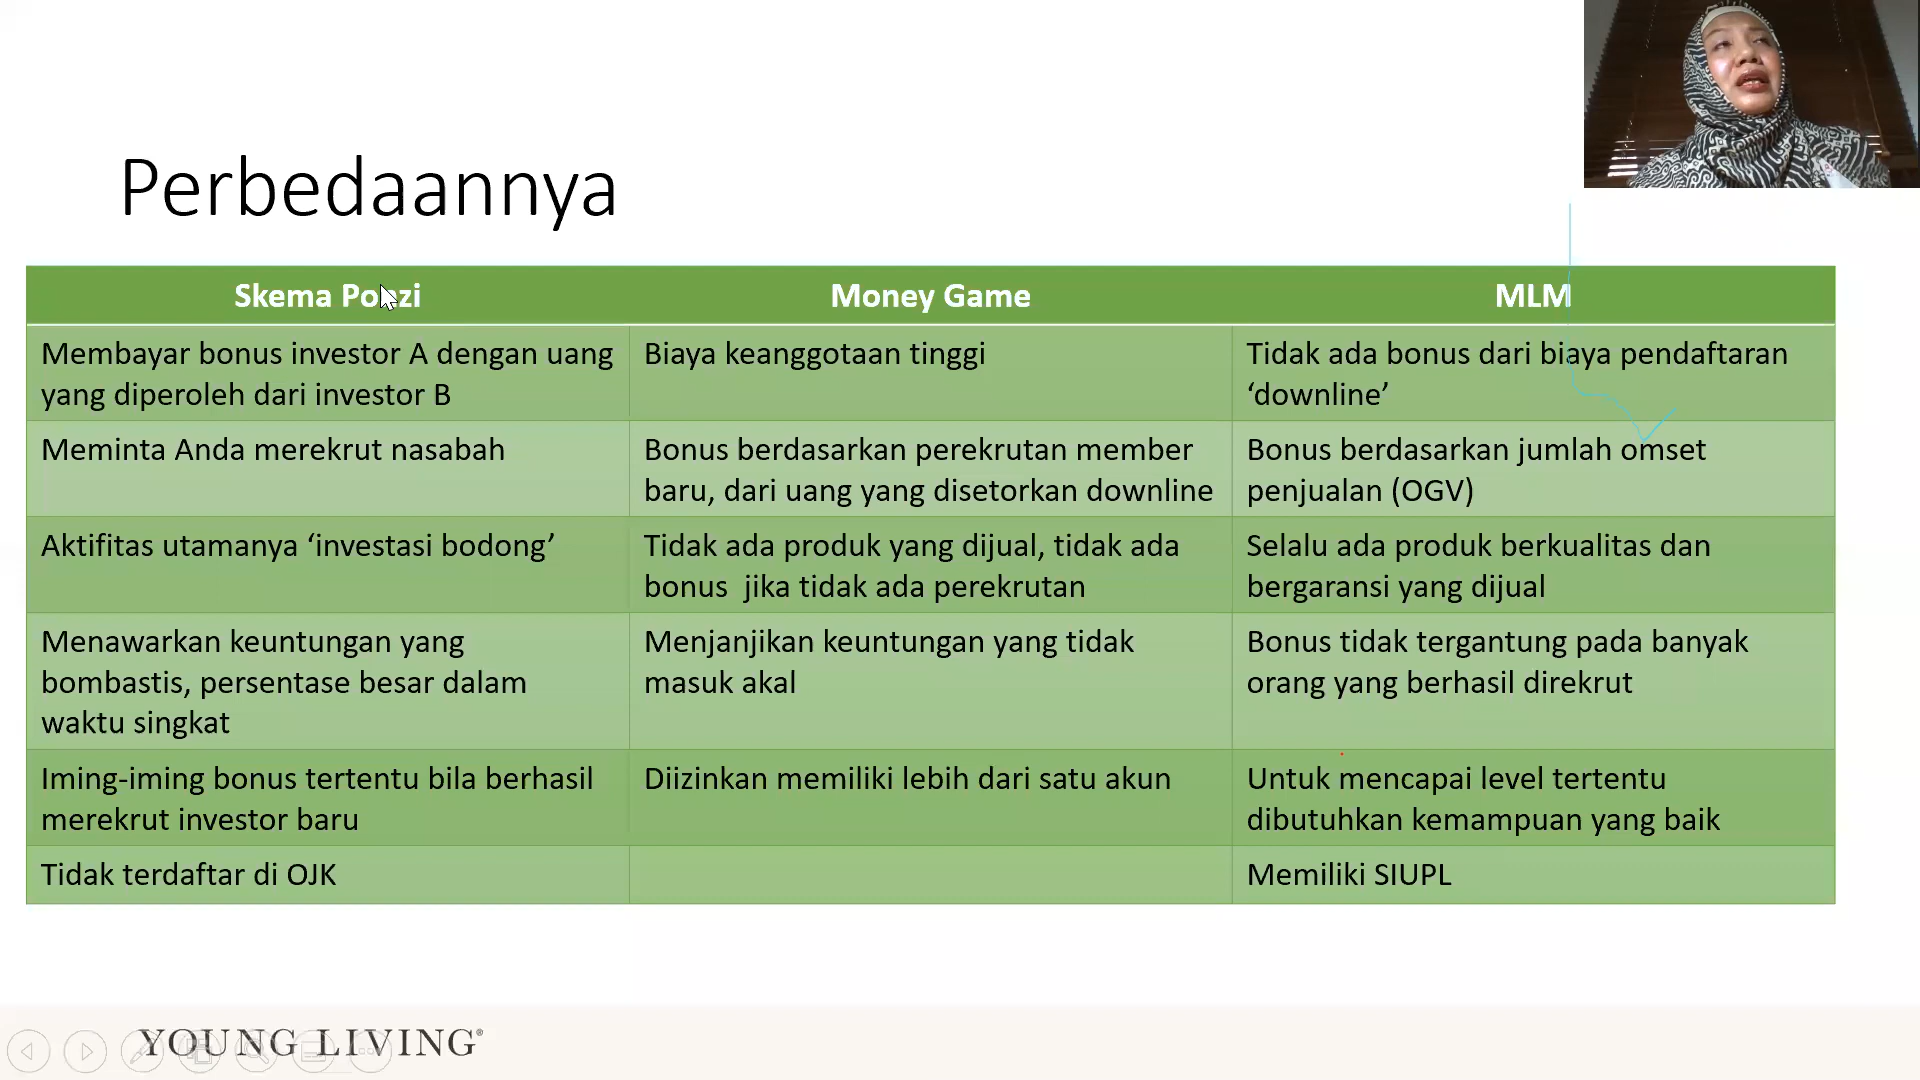 Perbedaannya
Skema Ponzi
Money Game
MLM
Membayar bonus investor A dengan uang
yang diperoleh dari investor B
Biaya keanggotaan tinggi
Tidak ada bonus dari biaya pendaftaran
‘downline’
Meminta Anda merekrut nasabah
Bonus berdasarkan perekrutan member
baru, dari uang yang disetorkan downline
Bonus berdasarkan jumlah omset
penjualan (OGV)
Aktifitas utamanya ‘investasi bodong’
Tidak ada produk yang dijual, tidak ada
bonus  jika tidak ada perekrutan
Selalu ada produk berkualitas dan
bergaransi yang dijual
Menawarkan keuntungan yang
bombastis, persentase besar dalam
waktu singkat
Menjanjikan keuntungan yang tidak
masuk akal
Bonus tidak tergantung pada banyak
orang yang berhasil direkrut
Iming-iming bonus tertentu bila berhasil
merekrut investor baru
Diizinkan memiliki lebih dari satu akun
Untuk mencapai level tertentu
dibutuhkan kemampuan yang baik
Tidak terdaftar di OJK
Memiliki SIUPL
YOUNG LIVING®